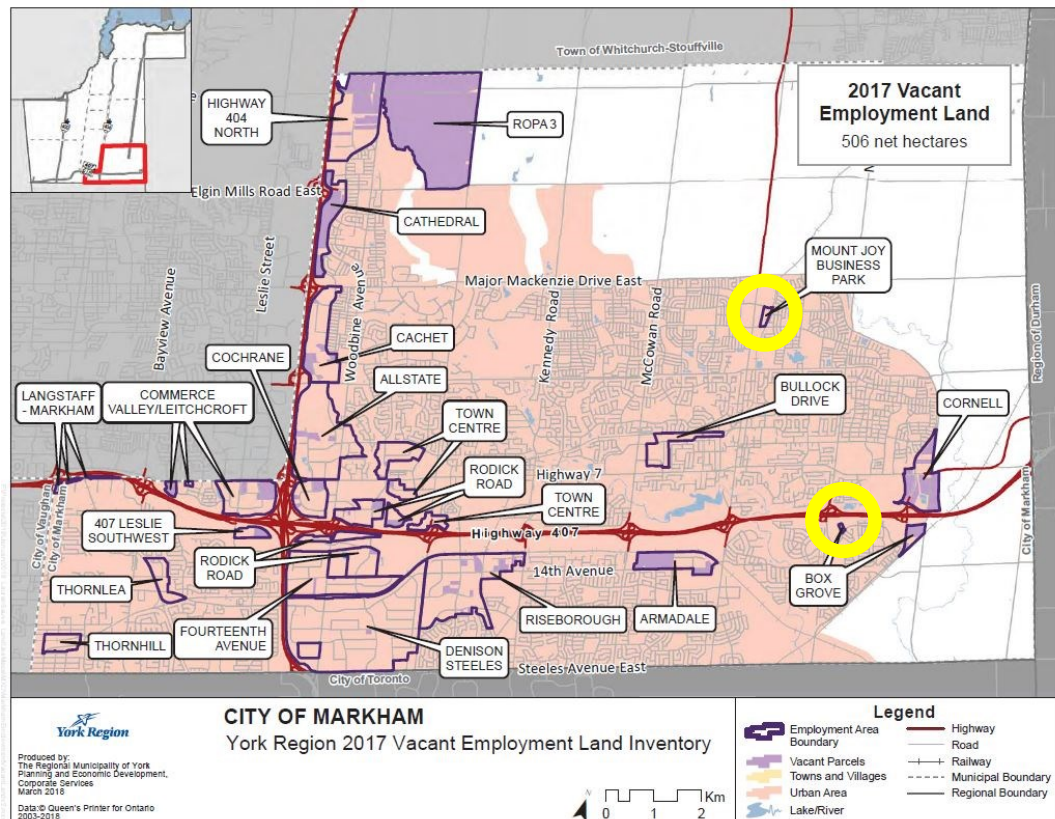 Town of Whitchurch-Stouffville
2017 Vacant
Employment Land
506 net hectares
HIGHWAY
404
NORTH
ROPA 3
Elgin Mills Road East
CATHEDRAL
Leslie Street
Bayview Avenue
Woodbine Avenue
Major Mackenzie Drive East
MOUNT JOY
BUSINESS
PARK
Kennedy Road
McCowan Road
Region of Durham
CACHET
COCHRANE
ALLSTATE
LANGSTAFF
- MARKHAM
COMMERCE
VALLEY/LEITCHCROFT
TOWN
CENTRE
BULLOCK
DRIVE
CORNELL
Highway 7
RODICK
ROAD
TOWN
CENTRE
City of Vaughan
City of Markham
407 LESLIE
SOUTHWEST
Highway 407
City of Markham
RODICK
ROAD
14th Avenue
THORNLEA
BOX
GROVE
FOURTEENTH
AVENUE
RISEBOROUGH
ARMADALE
THORNHILL
DENISON
STEELES
Steeles Avenue East
City of Toronto
York Region
Produced by:
The Regional Municipality of York
Planning and Economic Development,
Corporate Services
March 2018
Data:© Queen's Printer for Ontario
2003-2018
CITY OF MARKHAM
York Region 2017 Vacant Employment Land Inventory
0 1 2 Km
Legend
Employment Area
Boundary
Vacant Parcels
Towns and Villages
Urban Area
Lake/River
Highway
Road
Railway
Municipal Boundary
Regional Boundary